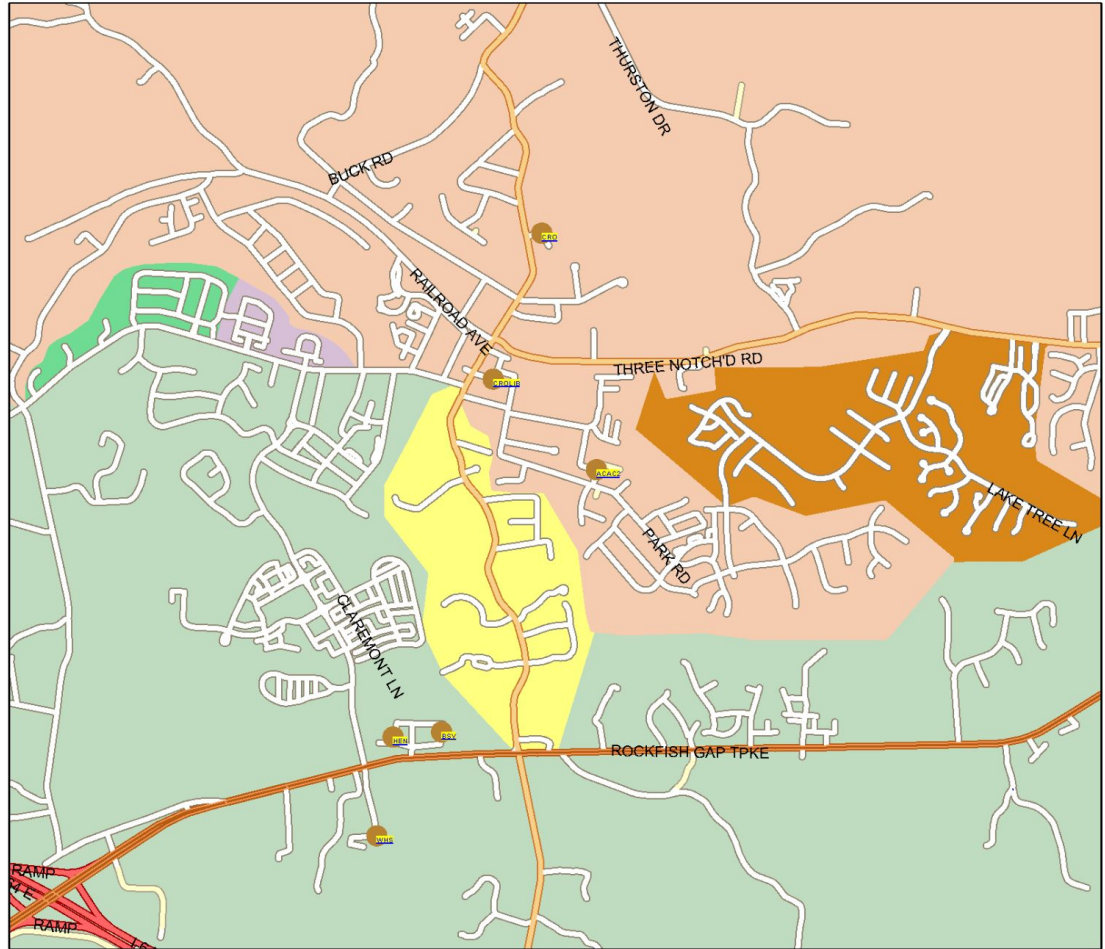 THURSTON DR
BUCK RD
CRO
RAILROAD AVE
THREE NOTCH'D RD
CROLIB
ACAC2
LAKE TREE LN
PARK RD
CLAREMONT LN
HEN
BSV
ROCKFISH GAP TPKE
WHS
RAMP
64 E
RAMP